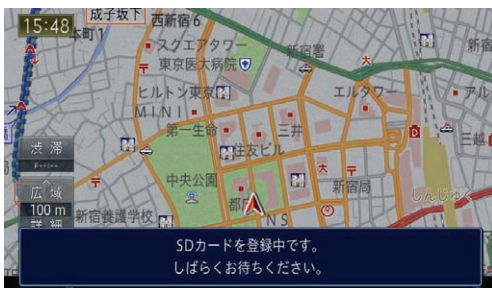 15:48
成子坂下
西新宿6
本町1
スクエアタワー
東京医大病院
新宿署
新宿
ヒルトン東京
MINI
エルタワー
アル
第一生命
三井
住友ビル
三越
渋滞
中央公園
新宿局
しんじゅく
広域
100m
都庁
NS
詳細
新宿養護学校
SDカードを登録中です。
しばらくお待ちください。